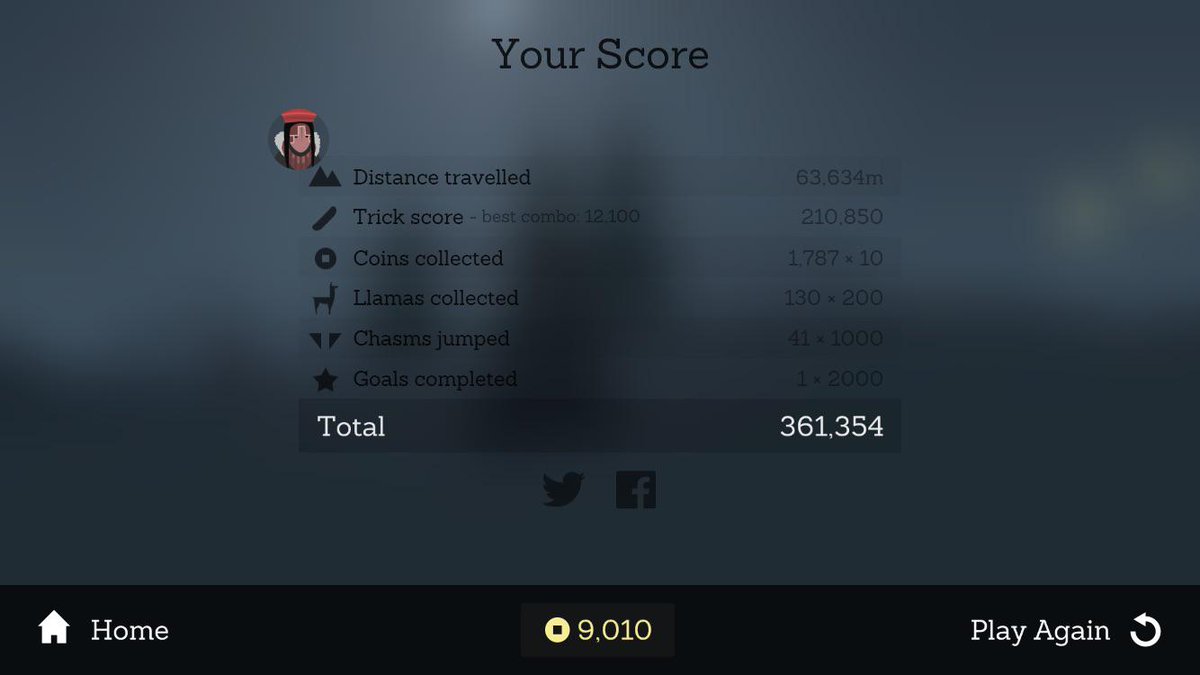 Your Score
Distance travelled 63,634m
Trick score - best combo: 12,100 210,850
Coins collected 1,787 × 10
Llamas collected 130 × 200
Chasms jumped 41 × 1000
Goals completed 1 × 2000
Total 361,354
Home 9,010 Play Again